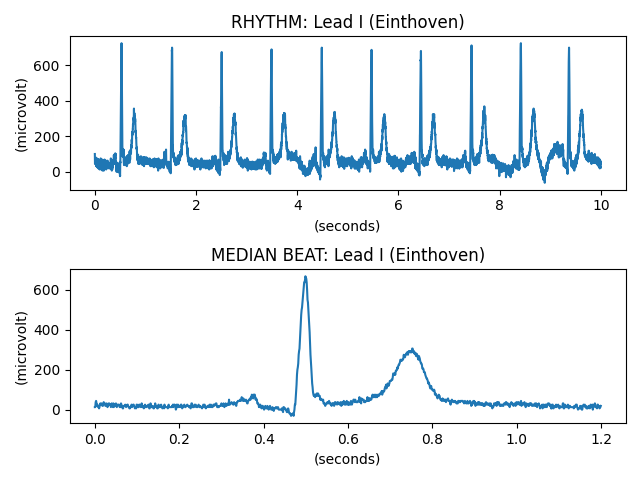 RHYTHM: Lead I (Einthoven)
(microvolt)
600
400
200
0
0 2 4 6 8 10
(seconds)
MEDIAN BEAT: Lead I (Einthoven)
(microvolt)
600
400
200
0
0.0 0.2 0.4 0.6 0.8 1.0 1.2
(seconds)